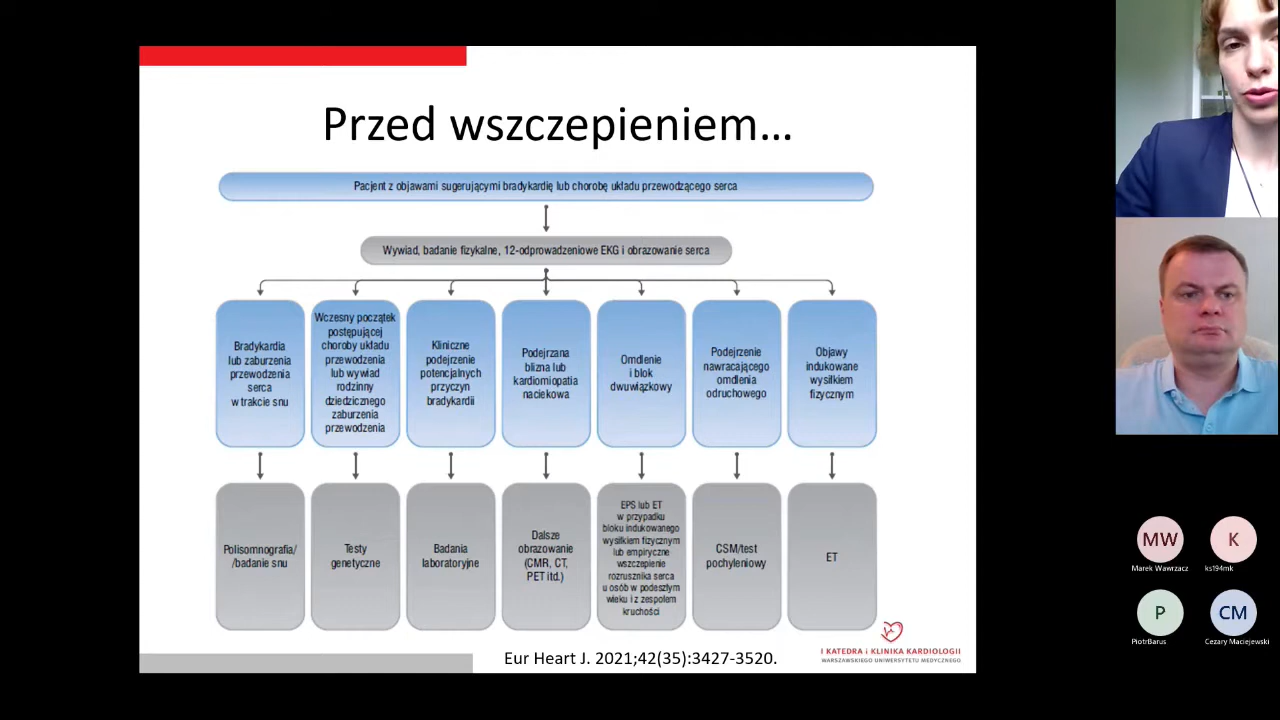 Przed wszczepieniem...
Pacjent z objawami sugerującymi bradykardię lub chorobę układu przewodzącego serca
Wywiad, badanie fizykalne, 12-odprowadzeniowe EKG i obrazowanie serca
Bradykardia
lub zaburzenia
przewodzenia
serca
w trakcie snu
Wczesny początek
postępującej
choroby układu
przewodzenia
lub wywiad
rodzinny
dziedzicznego
zaburzenia
przewodzenia
Kliniczne
podejrzenie
potencjalnych
przyczyn
bradykardii
Podejrzana
blizna lub
kardiomiopatia
naciekowa
Omdlenie
i blok
dwuwiązkowy
Podejrzenie
nawracającego
omdlenia
odruchowego
Objawy
indukowane
wysiłkiem
fizycznym
Polisomnografia/
/badanie snu
Testy
genetyczne
Badania
laboratoryjne
Dalsze
obrazowanie
(CMR, CT,
PET itd.)
EPS lub ET
w przypadku
bloku indukowanego
wysiłkiem fizycznym
lub empiryczne
wszczepienie
rozrusznika serca
u osób w podeszłym
wieku i z zespołem
kruchości
CSM/test
pochyleniowy
ET
Eur Heart J. 2021;42(35):3427-3520.
I KATEDRA i KLINIKA KARDIOLOGII
WARSZAWSKIEGO UNIWERSYTETU MEDYCZNEGO
MW
Marek Wawrzacz
K
ks194mk
P
PiotrBarus
CM
Cezary Maciejewski